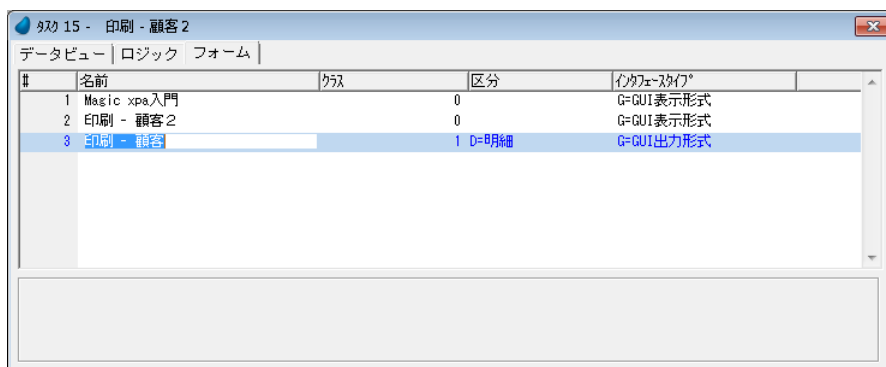 ﾀｽｸ 15 - 印刷 - 顧客２
データビュー ロジック フォーム
# 名前 ｸﾗｽ 区分 ｲﾝﾀﾌｪｰｽﾀｲﾌﾟ
1 Magic xpa入門 0 G=GUI表示形式
2 印刷 - 顧客２ 0 G=GUI表示形式
3 印刷 - 顧客 1 D=明細 G=GUI出力形式